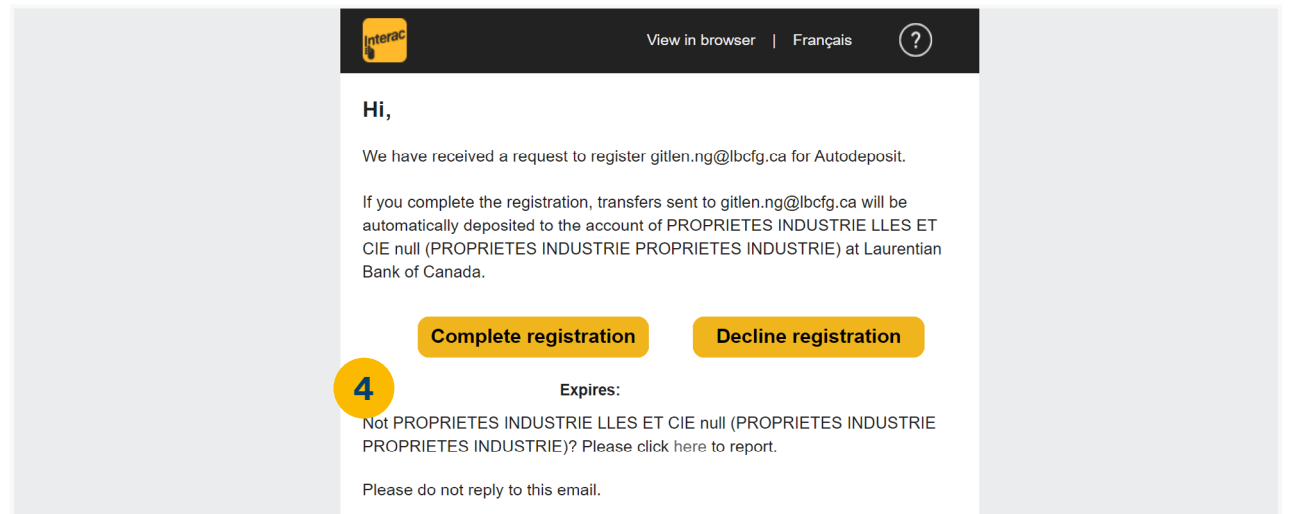 Interac
View in browser | Français ?
Hi,
We have received a request to register gitlen.ng@lbcfg.ca for Autodeposit.
If you complete the registration, transfers sent to gitlen.ng@lbcfg.ca will be
automatically deposited to the account of PROPRIETES INDUSTRIE LLES ET
CIE null (PROPRIETES INDUSTRIE PROPRIETES INDUSTRIE) at Laurentian
Bank of Canada.
Complete registration Decline registration
4
Expires:
Not PROPRIETES INDUSTRIE LLES ET CIE null (PROPRIETES INDUSTRIE
PROPRIETES INDUSTRIE)? Please click here to report.
Please do not reply to this email.